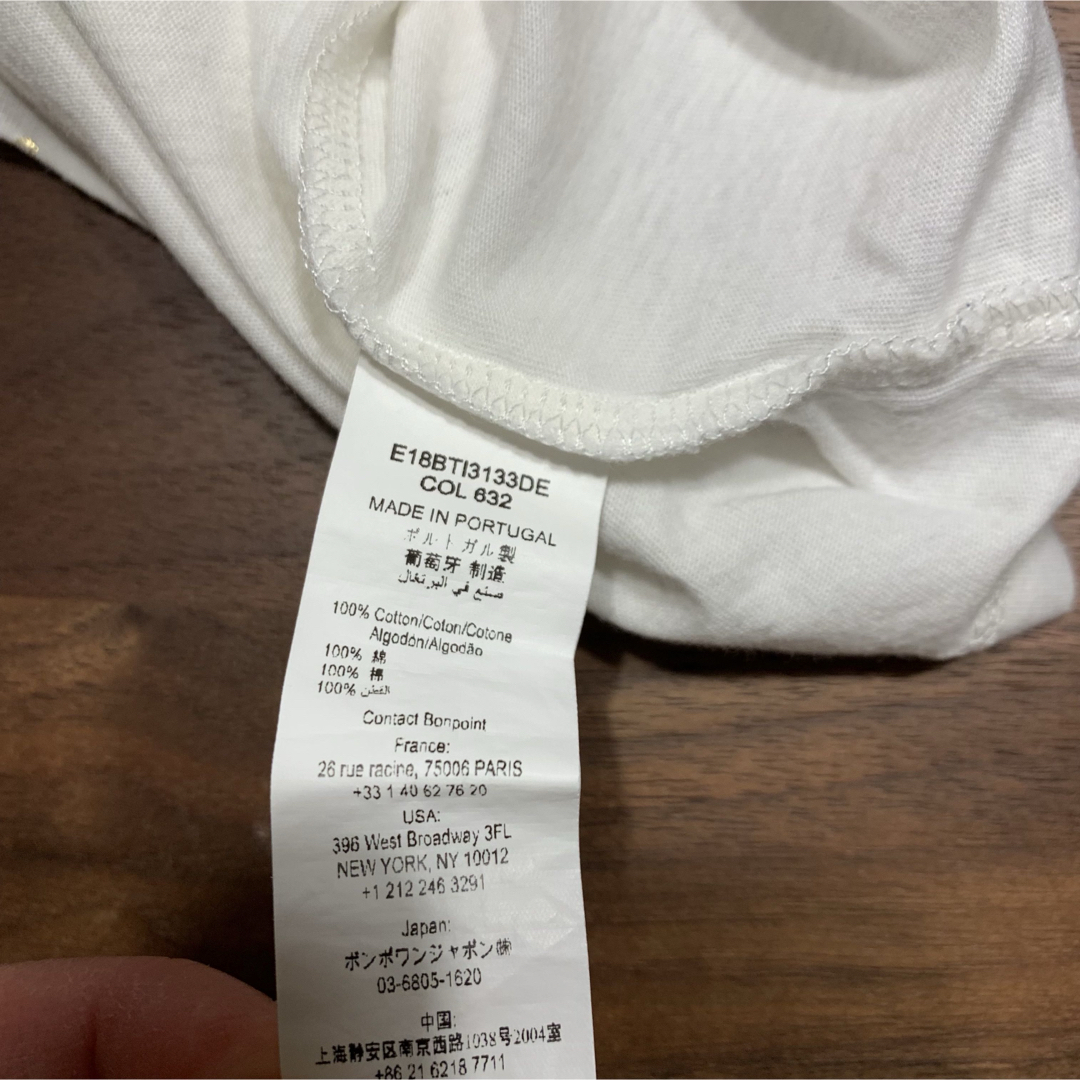 E18BTI3133DE
COL 632
MADE IN PORTUGAL
ポルトガル製
葡萄牙 制造
صنع في البرتغال
100% Cotton/Coton/Cotone
Algodón/Algodão
100% 綿
100% 棉
100% القطن
Contact Bonpoint
France:
26 rue racine, 75006 PARIS
+33 1 40 62 76 20
USA:
396 West Broadway 3FL
NEW YORK, NY 10012
+1 212 246 3291
Japan:
ボンポワンジャポン㈱
03-6805-1620
中国:
上海静安区南京西路1038号2004室
+86 21 6218 7711